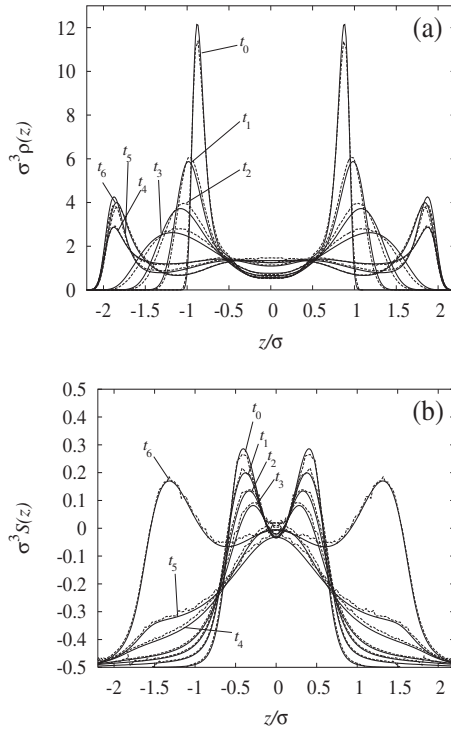 (a)
12
10
8
6
4
2
0
σ³ρ(z)
t₀
t₁
t₂
t₃
t₅
t₆
t₄
-2 -1.5 -1 -0.5 0 0.5 1 1.5 2
z/σ
(b)
0.5
0.4
0.3
0.2
0.1
0
-0.1
-0.2
-0.3
-0.4
-0.5
σ³S(z)
t₀
t₁
t₂
t₃
t₆
t₅
t₄
-2 -1.5 -1 -0.5 0 0.5 1 1.5 2
z/σ